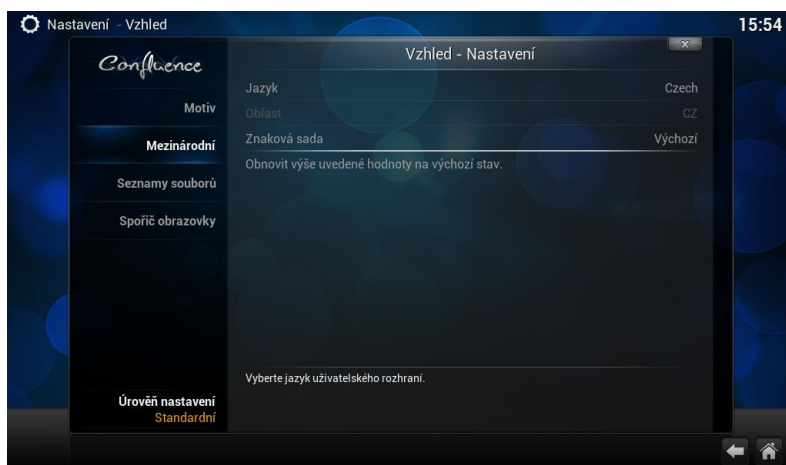 Nastavení - Vzhled
15:54
Confluence
Motiv
Mezinárodní
Seznamy souborů
Spořič obrazovky
Úrověň nastavení
Standardní
Vzhled - Nastavení
x
Jazyk Czech
Oblast CZ
Znaková sada Výchozí
Obnovit výše uvedené hodnoty na výchozí stav.
Vyberte jazyk uživatelského rozhraní.